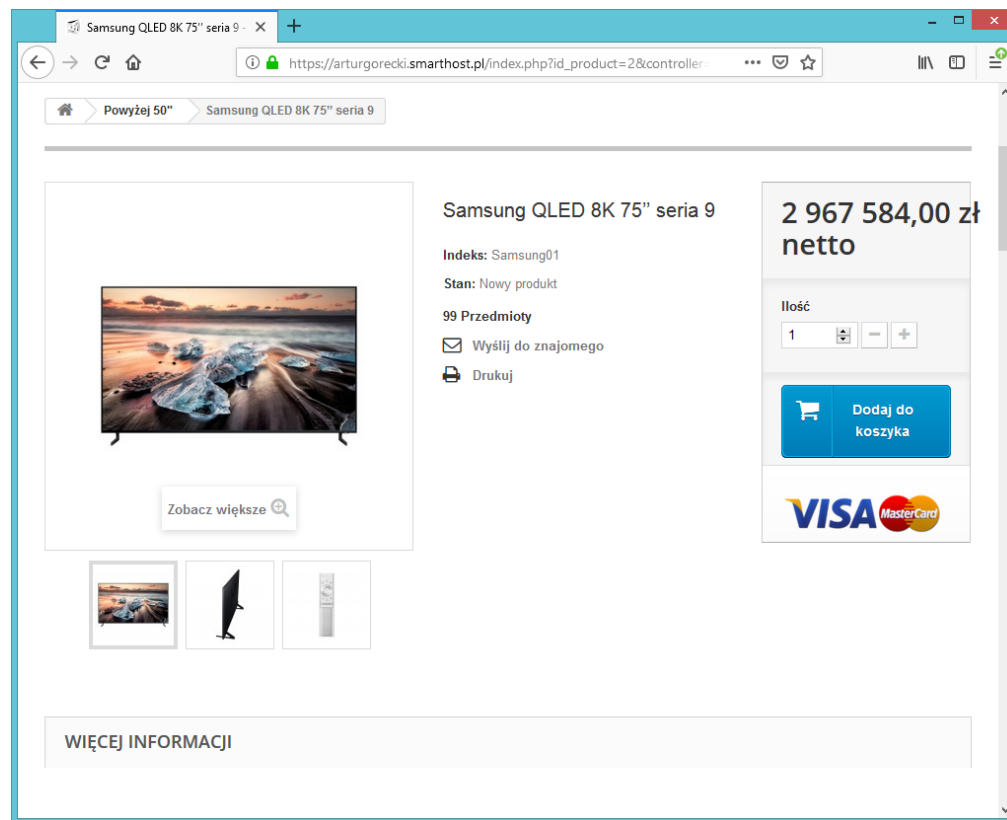 Samsung QLED 8K 75" seria 9 -
https://arturgorecki.smarthost.pl/index.php?id_product=2&controller=
Powyżej 50"
Samsung QLED 8K 75” seria 9
Samsung QLED 8K 75” seria 9
Indeks: Samsung01
Stan: Nowy produkt
99 Przedmioty
Wyślij do znajomego
Drukuj
2 967 584,00 zł
netto
Ilość
1
Dodaj do
koszyka
VISA MasterCard
Zobacz większe
WIĘCEJ INFORMACJI